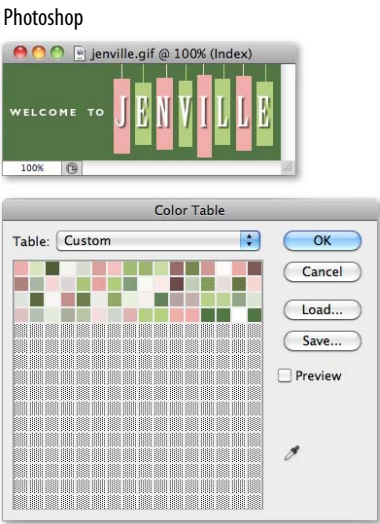 Photoshop
jenville.gif @ 100% (Index)
WELCOME TO JENVILLE
100%
Color Table
Table: Custom
OK
Cancel
Load...
Save...
Preview